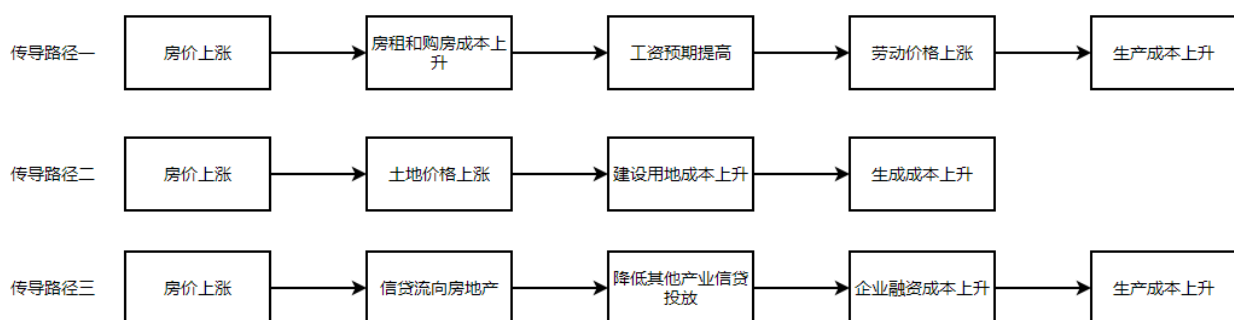 传导路径一
房价上涨
房租和购房成本上
升
工资预期提高
劳动价格上涨
生产成本上升
传导路径二
房价上涨
土地价格上涨
建设用地成本上升
生成成本上升
传导路径三
房价上涨
信贷流向房地产
降低其他产业信贷
投放
企业融资成本上升
生产成本上升